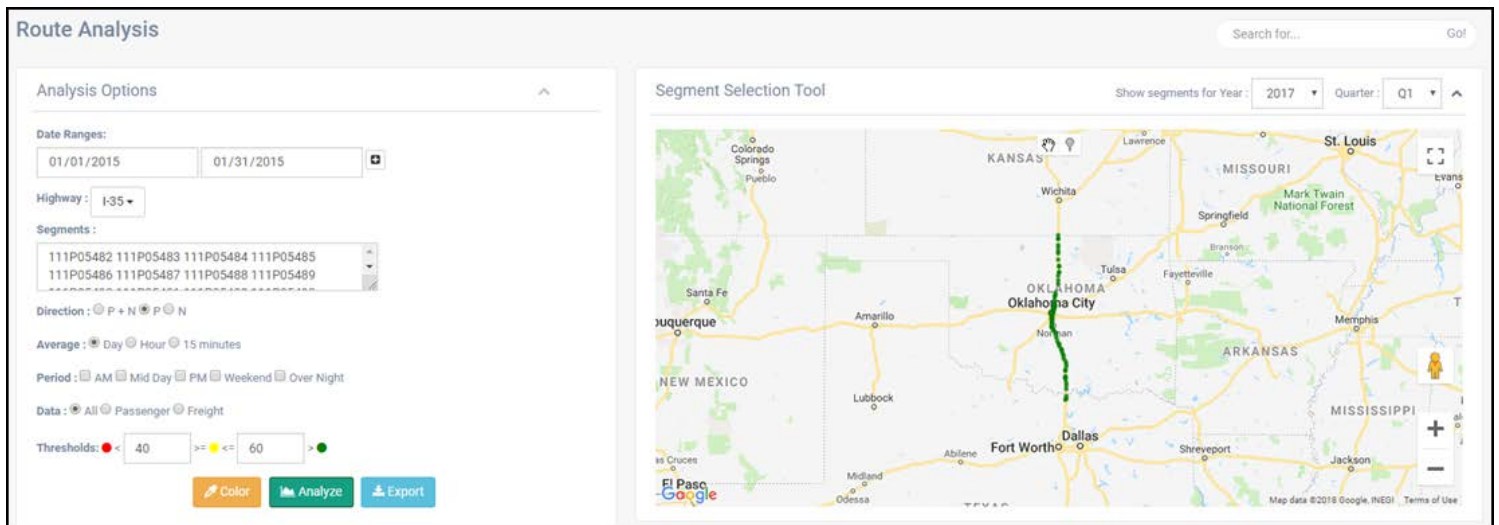 Route Analysis
Search for... Go!
Analysis Options
Date Ranges:
01/01/2015 01/31/2015
Highway : I-35
Segments :
111P05482 111P05483 111P05484 111P05485
111P05486 111P05487 111P05488 111P05489
Direction : P + N P N
Average : Day Hour 15 minutes
Period : AM Mid Day PM Weekend Over Night
Data : All Passenger Freight
Thresholds: < 40 >= <= 60 >
Color Analyze Export
Segment Selection Tool
Show segments for Year : 2017 Quarter : Q1
Colorado
Springs
Pueblo
KANSAS
Lawrence
St. Louis
MISSOURI
Evans
Wichita
Mark Twain
National Forest
Springfield
Branson
Tulsa
Fayetteville
Santa Fe
OKLAHOMA
Oklahoma City
Amarillo
buquerque
Norman
Memphis
ARKANSAS
NEW MEXICO
Lubbock
MISSISSIPPI
Dallas
Fort Worth
Abilene
Shreveport
Jackson
as Cruces
Midland
El Paso
Google
Odessa
TEXAS
Map data ©2018 Google, INEGI Terms of Use